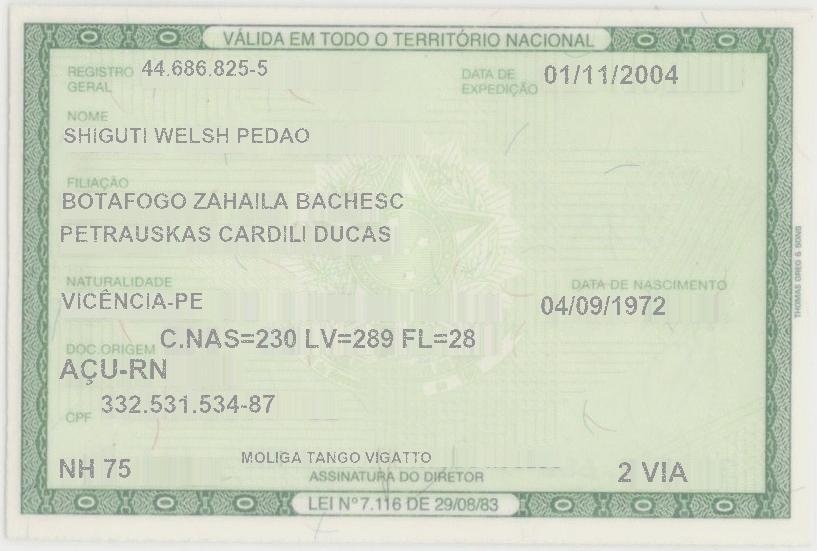 VÁLIDA EM TODO O TERRITÓRIO NACIONAL
REGISTRO GERAL 44.686.825-5 DATA DE EXPEDIÇÃO 01/11/2004
NOME
SHIGUTI WELSH PEDAO
FILIAÇÃO
BOTAFOGO ZAHAILA BACHESC
PETRAUSKAS CARDILI DUCAS
NATURALIDADE DATA DE NASCIMENTO
VICÊNCIA-PE 04/09/1972
DOC.ORIGEM C.NAS=230 LV=289 FL=28
AÇU-RN
CPF 332.531.534-87
NH 75 MOLIGA TANGO VIGATTO 2 VIA
ASSINATURA DO DIRETOR
LEI Nº 7.116 DE 29/08/83
THOMAS GREG & SONS